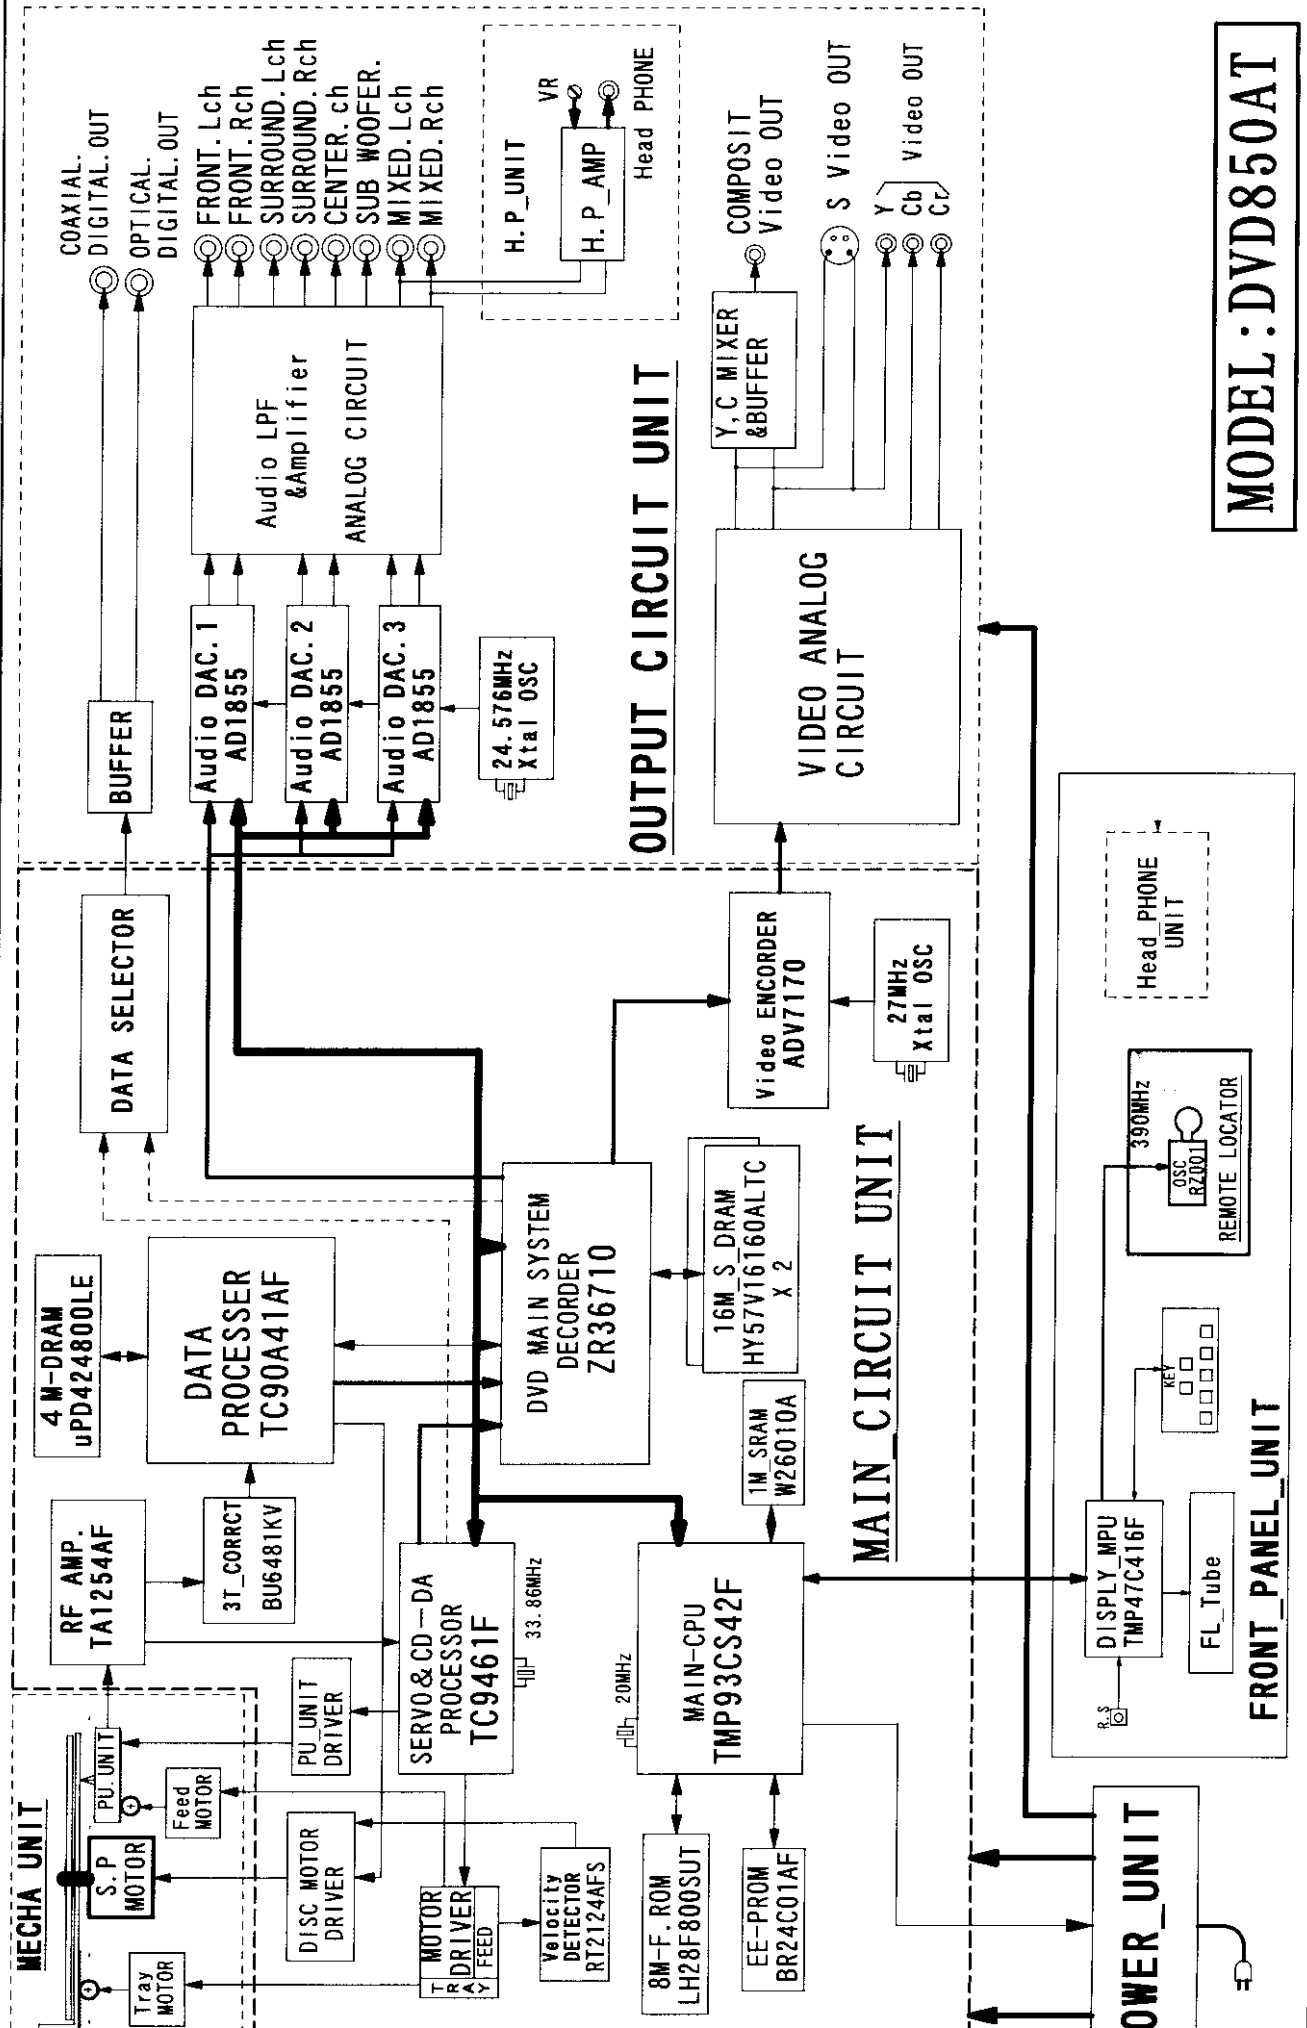 MECHA UNIT
Tray
MOTOR
S.P
MOTOR
PU.UNIT
Feed
MOTOR
RF AMP.
TA1254AF
4 M-DRAM
uPD424800LE
3T_CORRCT
BU6481KV
DATA
PROCESSER
TC90A41AF
DATA SELECTOR
BUFFER
COAXIAL.
DIGITAL.OUT
OPTICAL.
DIGITAL.OUT
FRONT.Lch
FRONT.Rch
SURROUND.Lch
SURROUND.Rch
CENTER.ch
SUB WOOFER.
MIXED.Lch
MIXED.Rch
Audio DAC.1
AD1855
Audio DAC.2
AD1855
Audio DAC.3
AD1855
Audio LPF
&Amplifier
ANALOG CIRCUIT
24.576MHz
Xtal OSC
H.P_UNIT
VR
H.P_AMP
Head PHONE
DISC MOTOR
DRIVER
PU_UNIT
DRIVER
SERVO&CD-DA
PROCESSOR
TC9461F
33.86MHz
MOTOR
DRIVER
TRAY
FEED
Velocity
DETECTOR
RT2124AFS
DVD MAIN SYSTEM
DECORDER
ZR36710
16M_S_DRAM
HY57V16160ALTC
X 2
Video ENCORDER
ADV7170
27MHz
Xtal OSC
OUTPUT CIRCUIT UNIT
VIDEO ANALOG
CIRCUIT
Y,C MIXER
&BUFFER
COMPOSIT
Video OUT
S Video OUT
Y
Cb
Cr
Video OUT
20MHz
MAIN-CPU
TMP93CS42F
1M_SRAM
W26010A
8M-F.ROM
LH28F800SUT
EE-PROM
BR24C01AF
MAIN_CIRCUIT UNIT
OWER_UNIT
R.S
DISPLY_MPU
TMP47C416F
FL_Tube
KEY
390MHz
OSC
RZ001
REMOTE LOCATOR
Head_PHONE
UNIT
FRONT_PANEL_UNIT
MODEL:DVD850AT